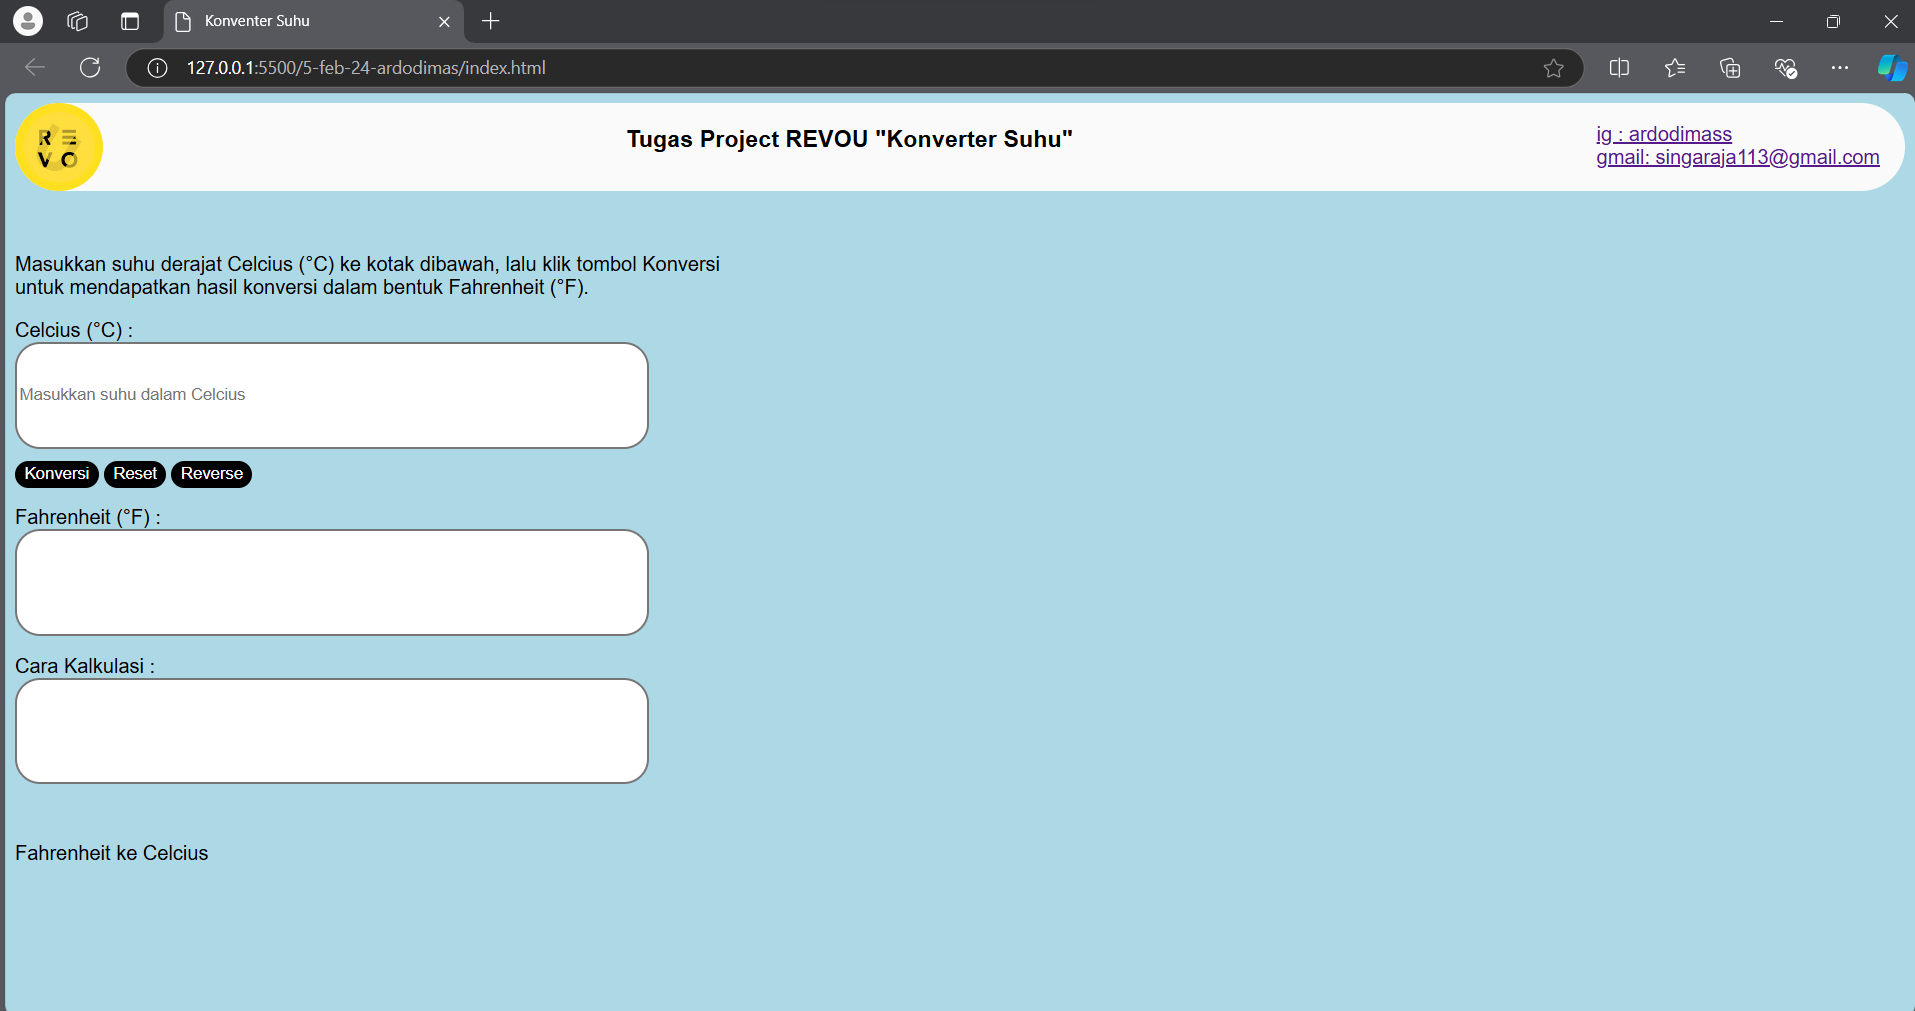 Konventer Suhu
127.0.0.1:5500/5-feb-24-ardodimas/index.html
RE
VO
Tugas Project REVOU "Konverter Suhu"
ig : ardodimass
gmail: singaraja113@gmail.com
Masukkan suhu derajat Celcius (°C) ke kotak dibawah, lalu klik tombol Konversi
untuk mendapatkan hasil konversi dalam bentuk Fahrenheit (°F).
Celcius (°C) :
Masukkan suhu dalam Celcius
Konversi Reset Reverse
Fahrenheit (°F) :
Cara Kalkulasi :
Fahrenheit ke Celcius